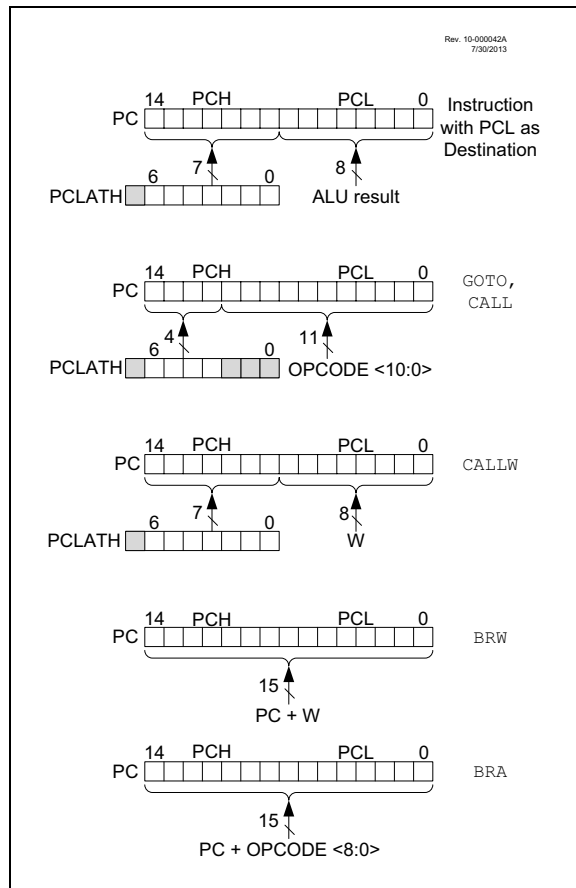 Rev. 10-000042A
7/30/2013
14 PCH PCL 0
PC
Instruction
with PCL as
Destination
6 7 0 8
PCLATH
ALU result
14 PCH PCL 0
PC
GOTO,
CALL
6 4 0 11
PCLATH
OPCODE <10:0>
14 PCH PCL 0
PC
CALLW
6 7 0 8
PCLATH
W
14 PCH PCL 0
PC
BRW
15
PC + W
14 PCH PCL 0
PC
BRA
15
PC + OPCODE <8:0>